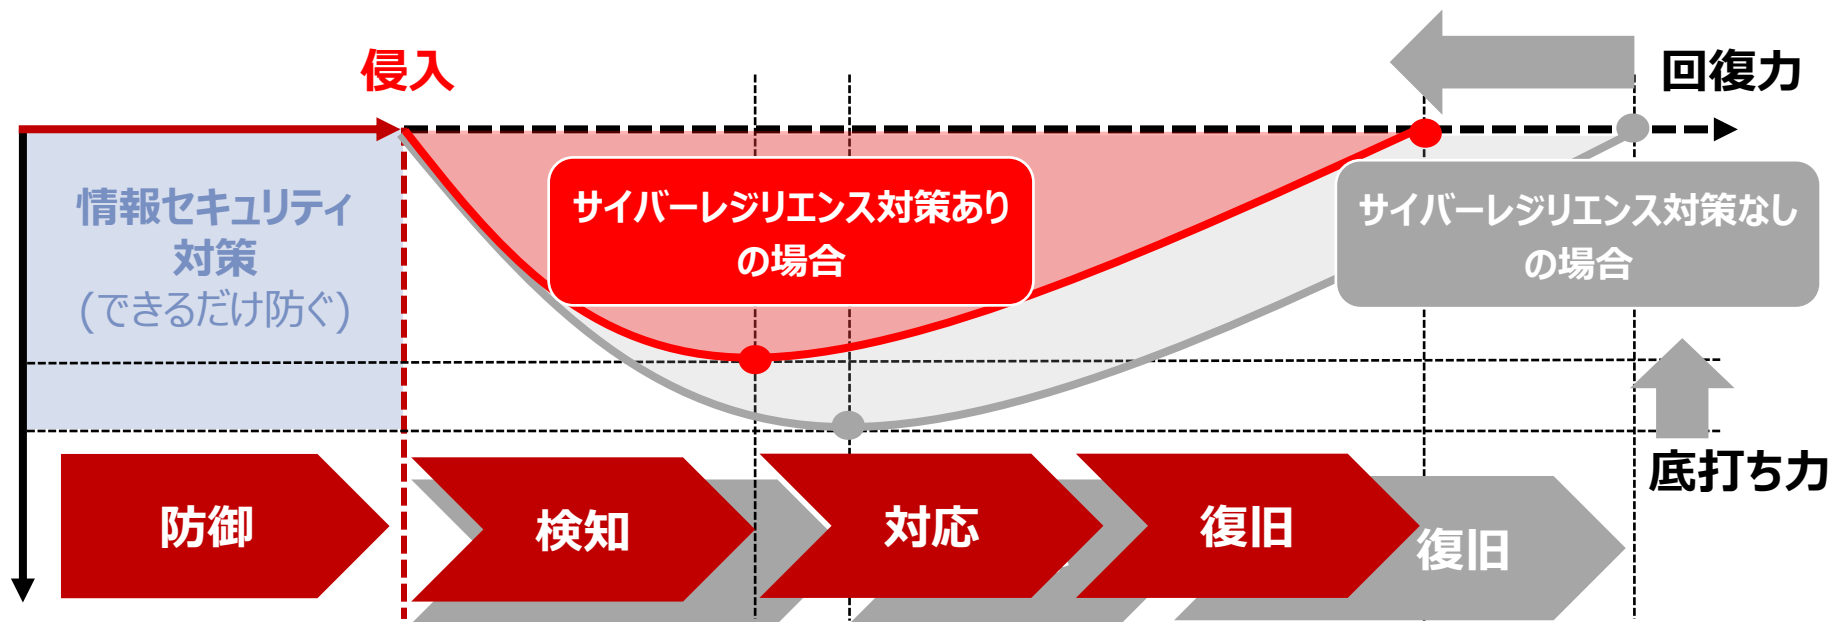 侵入
回復力
情報セキュリティ
対策
(できるだけ防ぐ)
サイバーレジリエンス対策あり
の場合
サイバーレジリエンス対策なし
の場合
底打ち力
防御
検知
対応
復旧
復旧